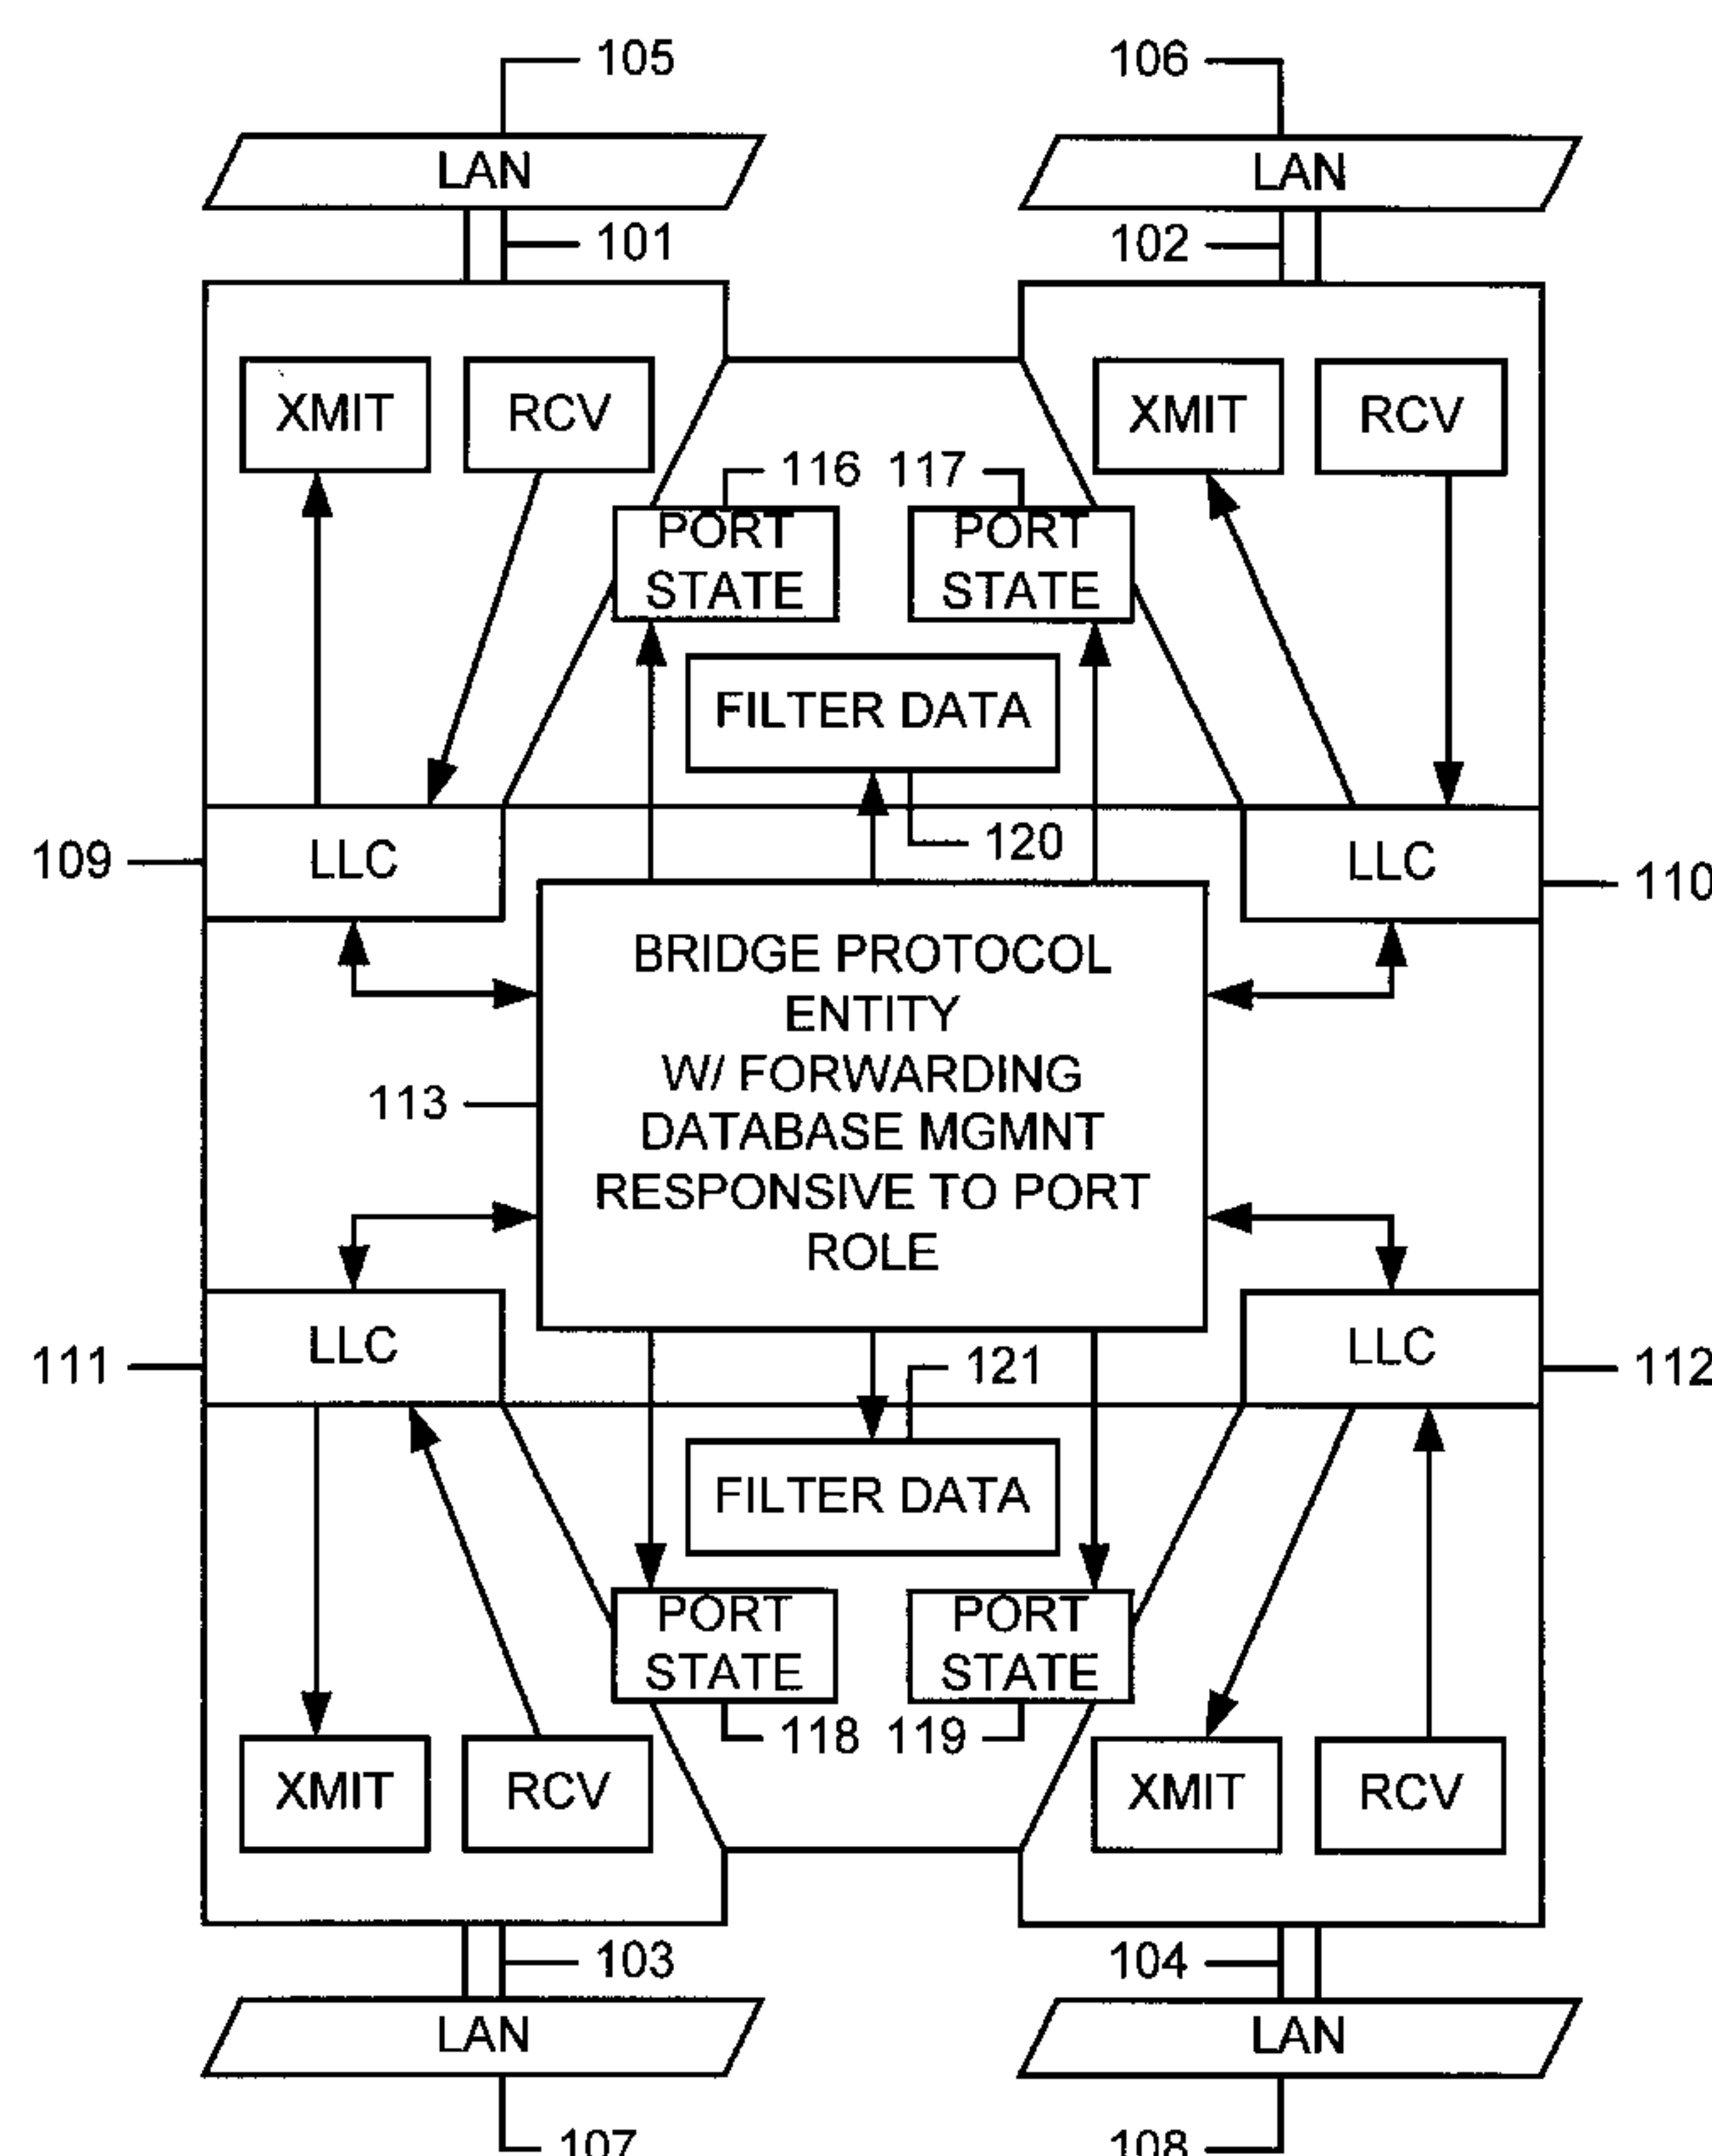 105
106
LAN
LAN
101
102
XMIT
RCV
XMIT
RCV
116
117
PORT
STATE
PORT
STATE
FILTER DATA
120
109
LLC
LLC
110
BRIDGE PROTOCOL
ENTITY
W/ FORWARDING
DATABASE MGMNT
RESPONSIVE TO PORT
ROLE
113
111
LLC
121
LLC
112
FILTER DATA
PORT
STATE
PORT
STATE
118
119
XMIT
RCV
XMIT
RCV
103
104
LAN
LAN
107
108